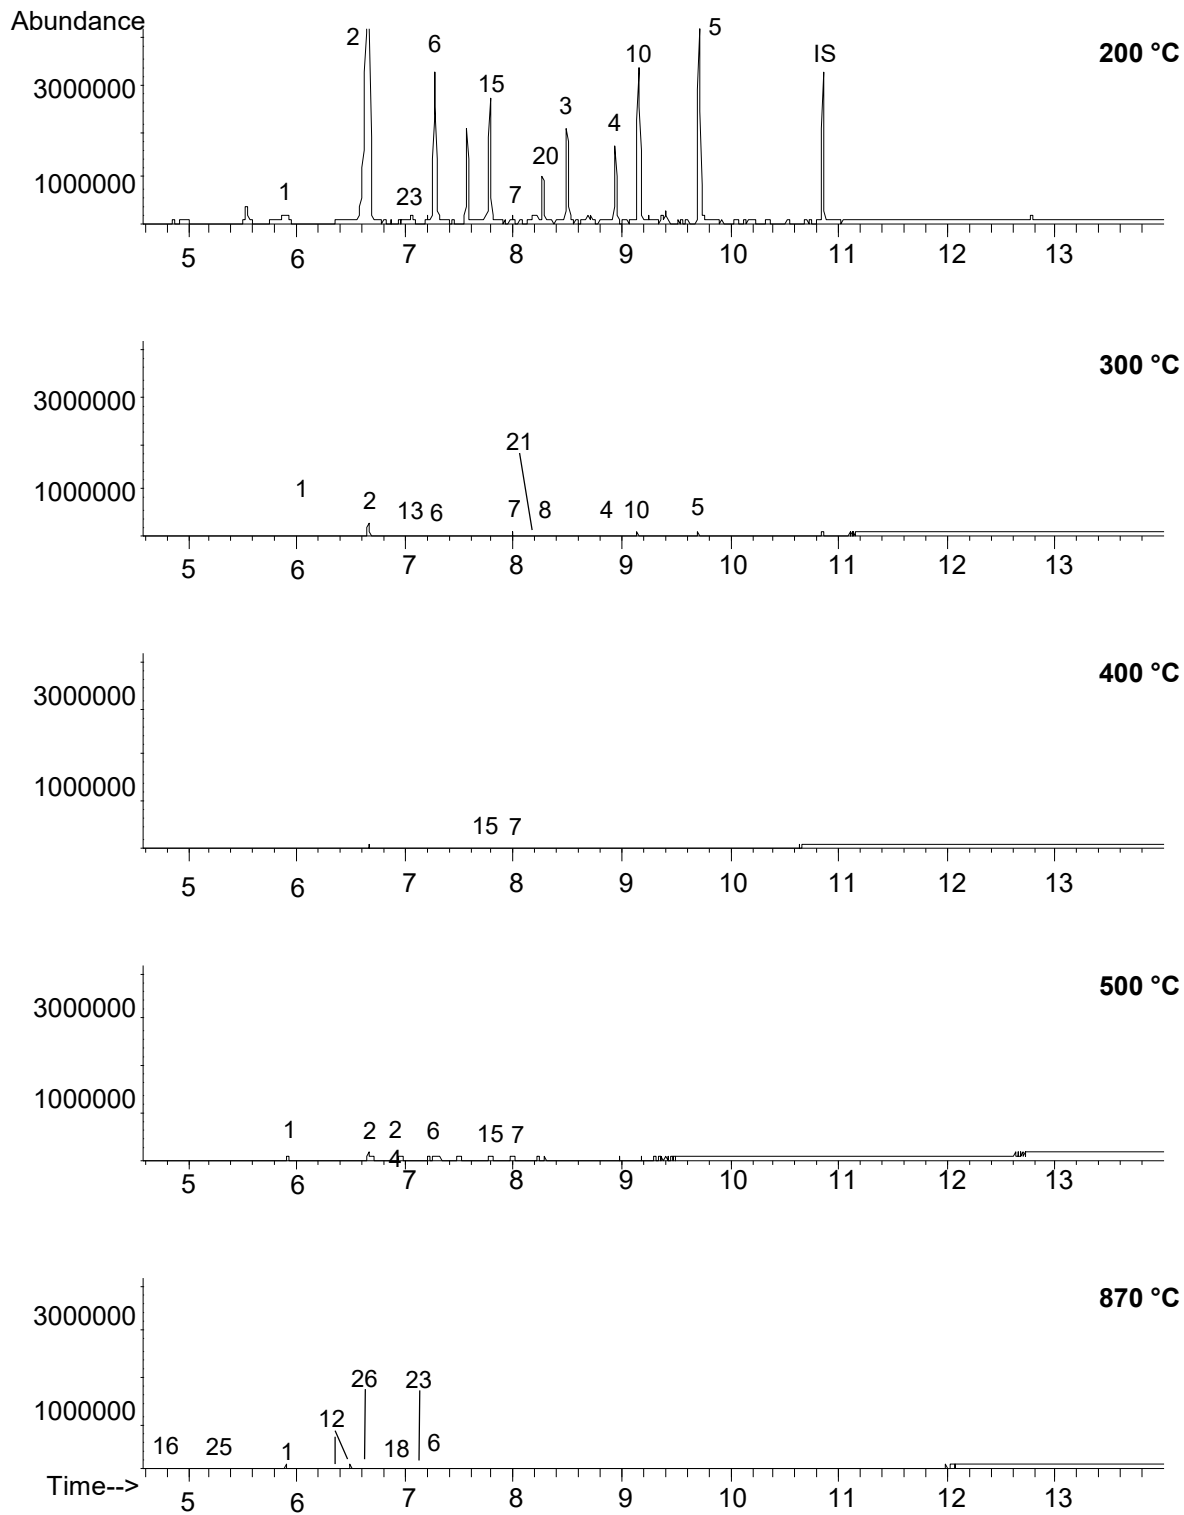 Abundance
2 6 15 3 4 10 5 IS 200 °C
3000000
1000000
1 23 7 20
5 6 7 8 9 10 11 12 13
300 °C
3000000
21
1000000
1 2 13 6 7 8 4 10 5
5 6 7 8 9 10 11 12 13
400 °C
3000000
1000000
15 7
5 6 7 8 9 10 11 12 13
500 °C
3000000
1000000
1 2 2 6 15 7
4
5 6 7 8 9 10 11 12 13
870 °C
3000000
26 23
1000000
12
16 25 1 18 6
Time-->
5 6 7 8 9 10 11 12 13